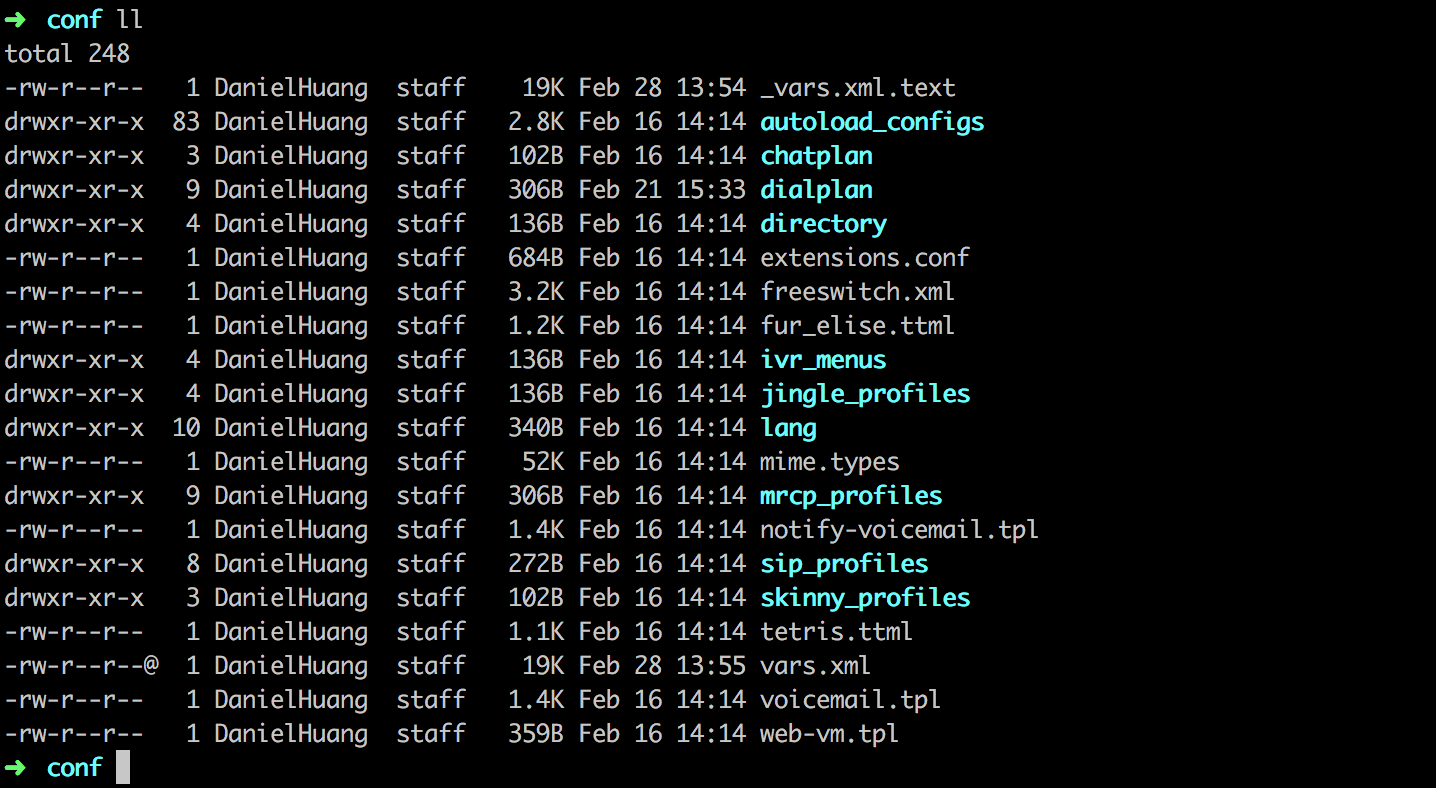 ➜  conf ll
total 248
-rw-r--r--   1 DanielHuang  staff    19K Feb 28 13:54 _vars.xml.text
drwxr-xr-x  83 DanielHuang  staff   2.8K Feb 16 14:14 autoload_configs
drwxr-xr-x   3 DanielHuang  staff   102B Feb 16 14:14 chatplan
drwxr-xr-x   9 DanielHuang  staff   306B Feb 21 15:33 dialplan
drwxr-xr-x   4 DanielHuang  staff   136B Feb 16 14:14 directory
-rw-r--r--   1 DanielHuang  staff   684B Feb 16 14:14 extensions.conf
-rw-r--r--   1 DanielHuang  staff   3.2K Feb 16 14:14 freeswitch.xml
-rw-r--r--   1 DanielHuang  staff   1.2K Feb 16 14:14 fur_elise.ttml
drwxr-xr-x   4 DanielHuang  staff   136B Feb 16 14:14 ivr_menus
drwxr-xr-x   4 DanielHuang  staff   136B Feb 16 14:14 jingle_profiles
drwxr-xr-x  10 DanielHuang  staff   340B Feb 16 14:14 lang
-rw-r--r--   1 DanielHuang  staff    52K Feb 16 14:14 mime.types
drwxr-xr-x   9 DanielHuang  staff   306B Feb 16 14:14 mrcp_profiles
-rw-r--r--   1 DanielHuang  staff   1.4K Feb 16 14:14 notify-voicemail.tpl
drwxr-xr-x   8 DanielHuang  staff   272B Feb 16 14:14 sip_profiles
drwxr-xr-x   3 DanielHuang  staff   102B Feb 16 14:14 skinny_profiles
-rw-r--r--   1 DanielHuang  staff   1.1K Feb 16 14:14 tetris.ttml
-rw-r--r--@  1 DanielHuang  staff    19K Feb 28 13:55 vars.xml
-rw-r--r--   1 DanielHuang  staff   1.4K Feb 16 14:14 voicemail.tpl
-rw-r--r--   1 DanielHuang  staff   359B Feb 16 14:14 web-vm.tpl
➜  conf